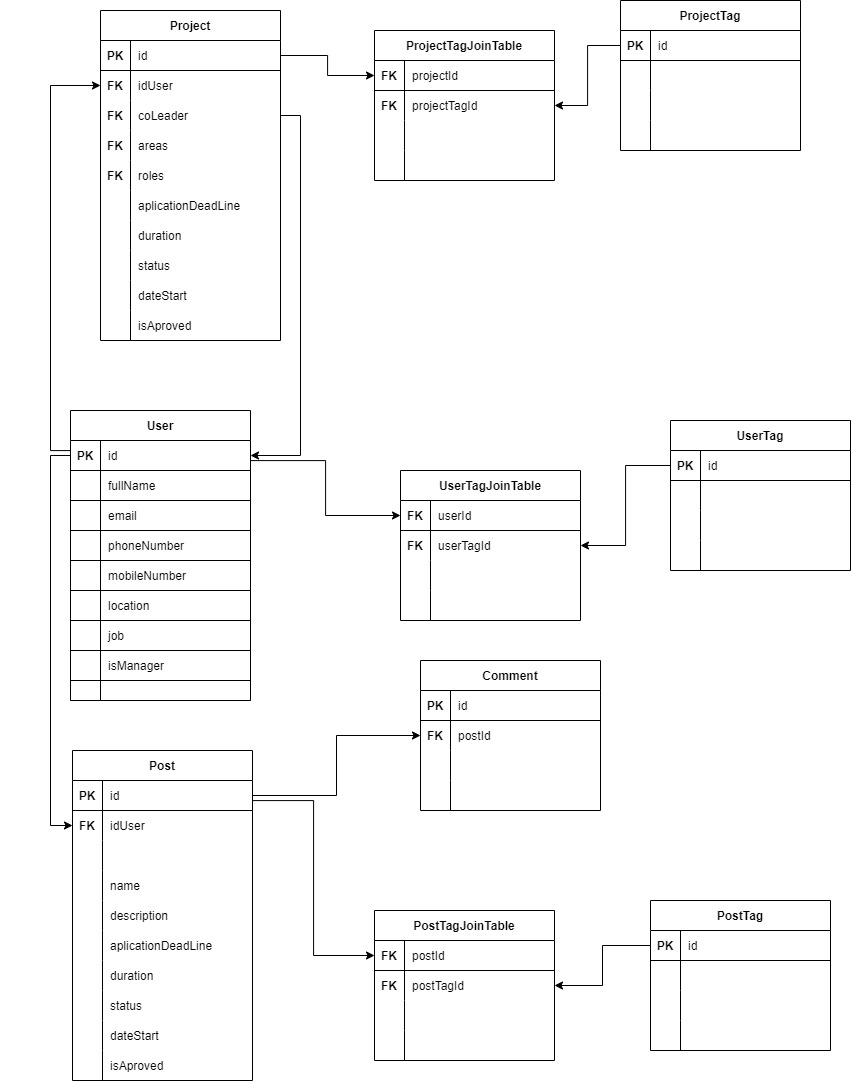 Project
PK id
FK idUser
FK coLeader
FK areas
FK roles
aplicationDeadLine
duration
status
dateStart
isAproved
ProjectTagJoinTable
FK projectId
FK projectTagId
ProjectTag
PK id
User
PK id
fullName
email
phoneNumber
mobileNumber
location
job
isManager
UserTagJoinTable
FK userId
FK userTagId
UserTag
PK id
Comment
PK id
FK postId
Post
PK id
FK idUser
name
description
aplicationDeadLine
duration
status
dateStart
isAproved
PostTagJoinTable
FK postId
FK postTagId
PostTag
PK id